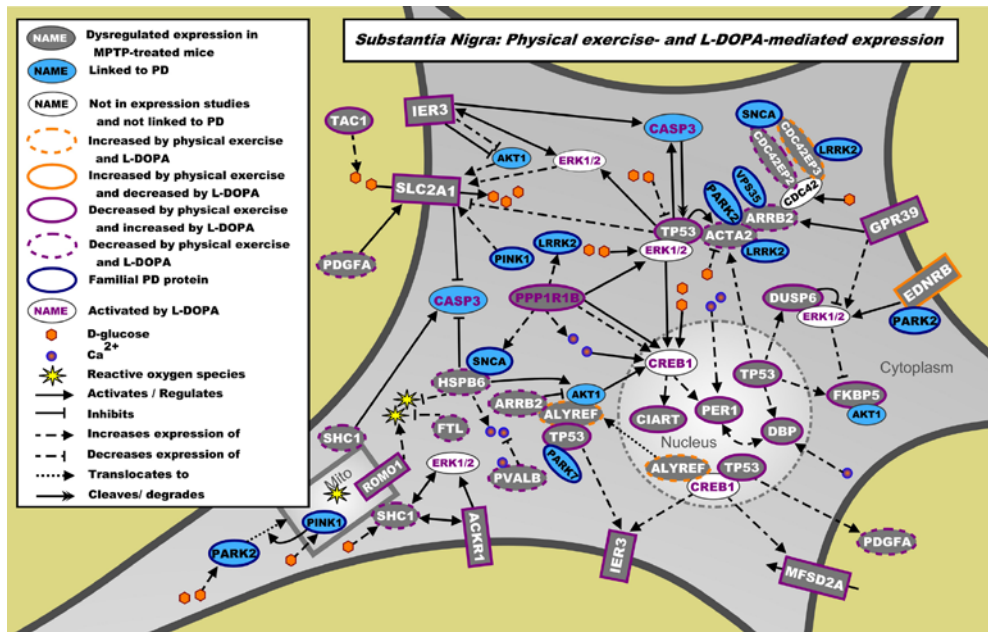 Substantia Nigra: Physical exercise- and L-DOPA-mediated expression
NAME
Dysregulated expression in
MPTP-treated mice
NAME
Linked to PD
NAME
Not in expression studies
and not linked to PD
Increased by physical exercise
and L-DOPA
Increased by physical exercise
and decreased by L-DOPA
Decreased by physical exercise
and increased by L-DOPA
Decreased by physical exercise
and L-DOPA
Familial PD protein
NAME
Activated by L-DOPA
D-glucose
Ca2+
Reactive oxygen species
Activates / Regulates
Inhibits
Increases expression of
Decreases expression of
Translocates to
Cleaves/ degrades
TAC1
IER3
AKT1
ERK1/2
CASP3
SLC2A1
PDGFA
PINK1
LRRK2
TP53
ERK1/2
PARK2
VPS35
ACTA2
ARRB2
LRRK2
SNCA
CDC42EP2
CDC42EP3
LRRK2
CDC42
GPR39
EDNRB
PARK2
DUSP6
ERK1/2
CASP3
PPP1R1B
SNCA
HSPB6
CREB1
Cytoplasm
TP53
FKBP5
AKT1
ARRB2
AKT1
ALYREF
TP53
PARK7
CIART
PER1
DBP
Nucleus
ALYREF
TP53
CREB1
SHC1
FTL
PVALB
ERK1/2
Mito
ROMO1
PINK1
SHC1
ACKR1
PARK2
IER3
PDGFA
MFSD2A